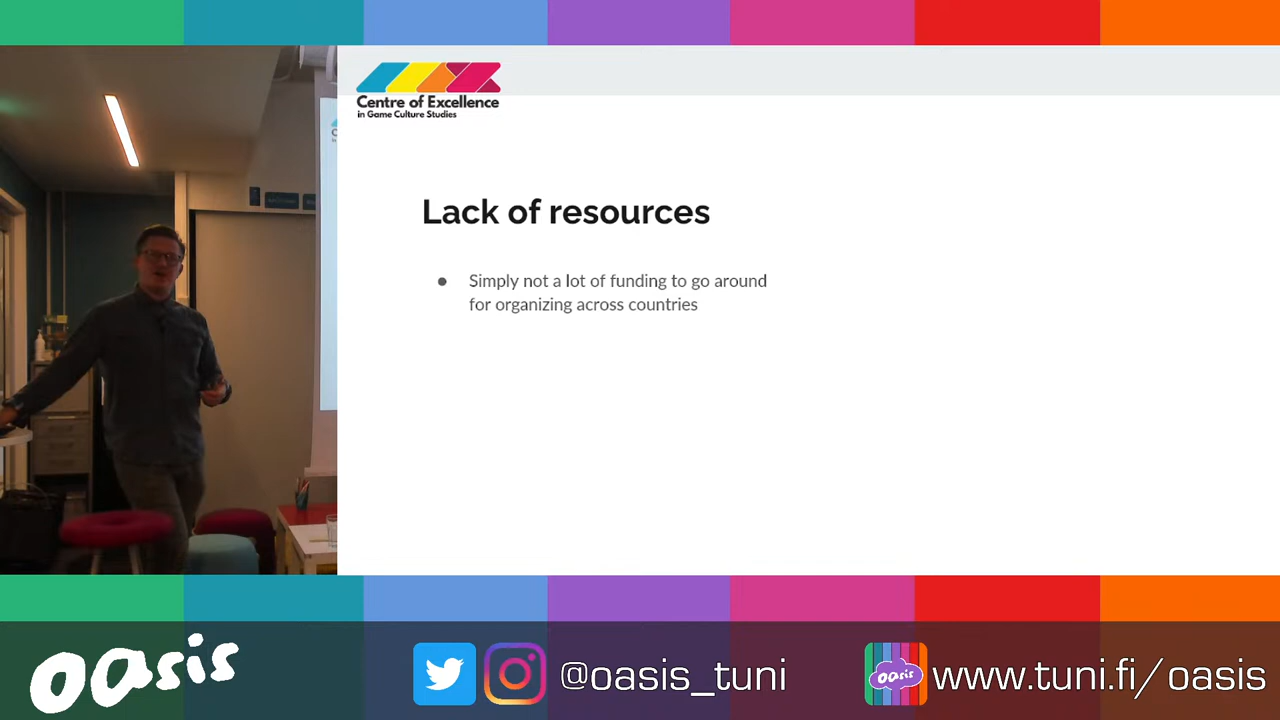 Centre of Excellence
in Game Culture Studies
Lack of resources
● Simply not a lot of funding to go around
for organizing across countries
oasis
@oasis_tuni
oasis
www.tuni.fi/oasis